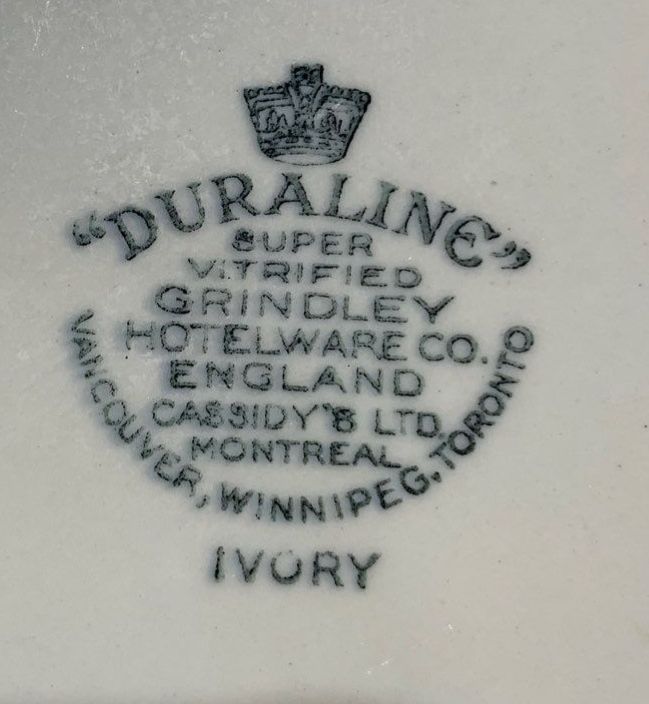 "DURALINE"
SUPER
VITRIFIED
GRINDLEY
HOTELWARE CO.
ENGLAND
CASSIDY'S LTD.
MONTREAL
VANCOUVER, WINNIPEG, TORONTO
IVORY